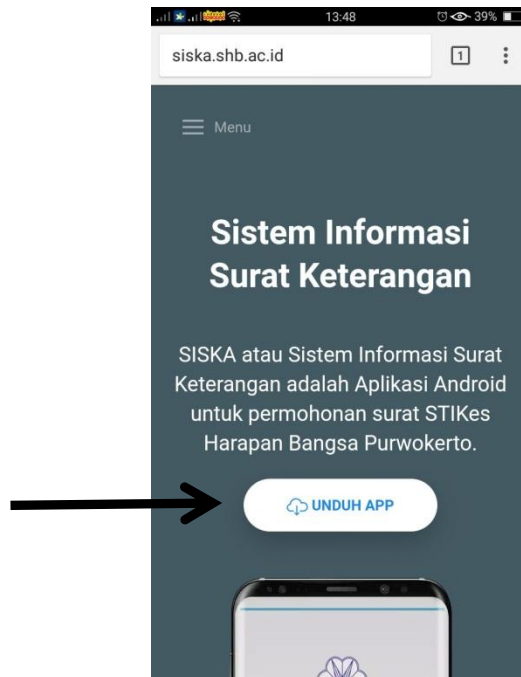 13:48
39%
siska.shb.ac.id
1
Menu
Sistem Informasi
Surat Keterangan
SISKA atau Sistem Informasi Surat
Keterangan adalah Aplikasi Android
untuk permohonan surat STIKes
Harapan Bangsa Purwokerto.
UNDUH APP